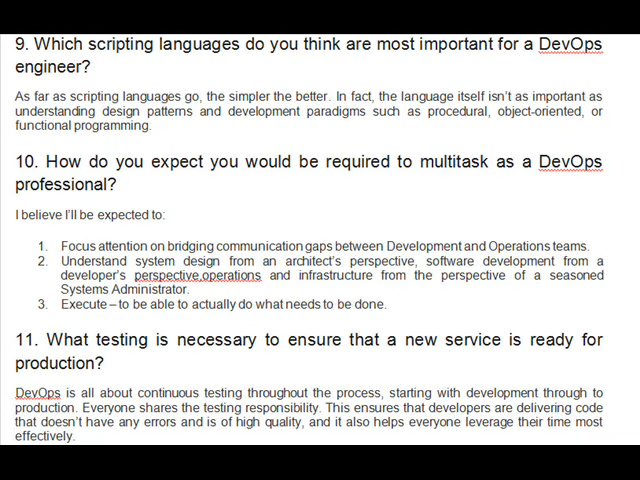 9. Which scripting languages do you think are most important for a DevOps
engineer?
As far as scripting languages go, the simpler the better. In fact, the language itself isn't as important as
understanding design patterns and development paradigms such as procedural, object-oriented, or
functional programming.
10. How do you expect you would be required to multitask as a DevOps
professional?
I believe I'll be expected to:
1. Focus attention on bridging communication gaps between Development and Operations teams.
2. Understand system design from an architect's perspective, software development from a
developer's perspective,operations and infrastructure from the perspective of a seasoned
Systems Administrator.
3. Execute – to be able to actually do what needs to be done.
11. What testing is necessary to ensure that a new service is ready for
production?
DevOps is all about continuous testing throughout the process, starting with development through to
production. Everyone shares the testing responsibility. This ensures that developers are delivering code
that doesn't have any errors and is of high quality, and it also helps everyone leverage their time most
effectively.